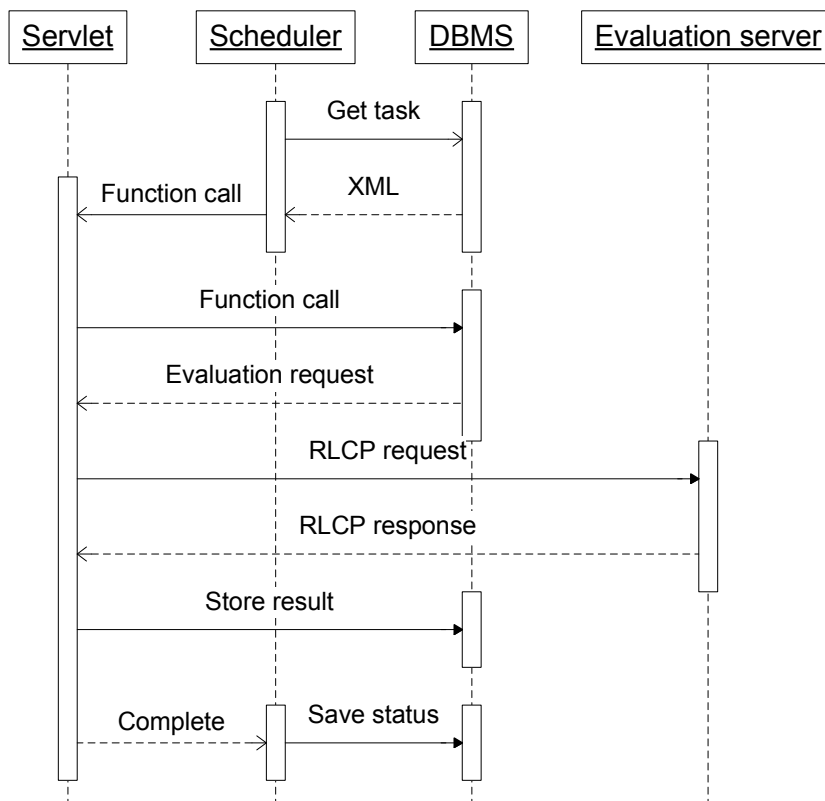 Servlet
Scheduler
DBMS
Evaluation server
Get task
XML
Function call
Function call
Evaluation request
RLCP request
RLCP response
Store result
Complete
Save status